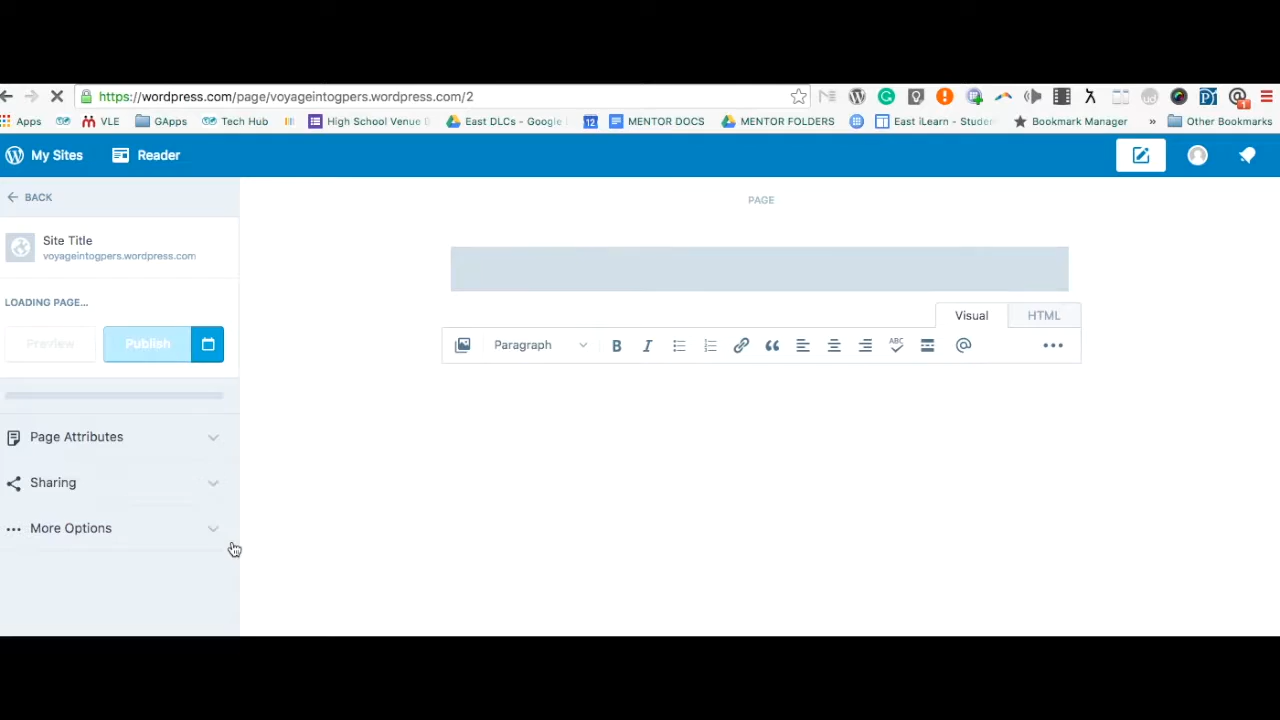 https://wordpress.com/page/voyageintogpers.wordpress.com/2
Apps VLE GApps Tech Hub High School Venue East DLCs - Google 12 MENTOR DOCS MENTOR FOLDERS East iLearn - Studen Bookmark Manager » Other Bookmarks
My Sites Reader
BACK
PAGE
Site Title
voyageintogpers.wordpress.com
LOADING PAGE...
Visual HTML
Preview Publish
Paragraph B I ABC
Page Attributes
Sharing
More Options